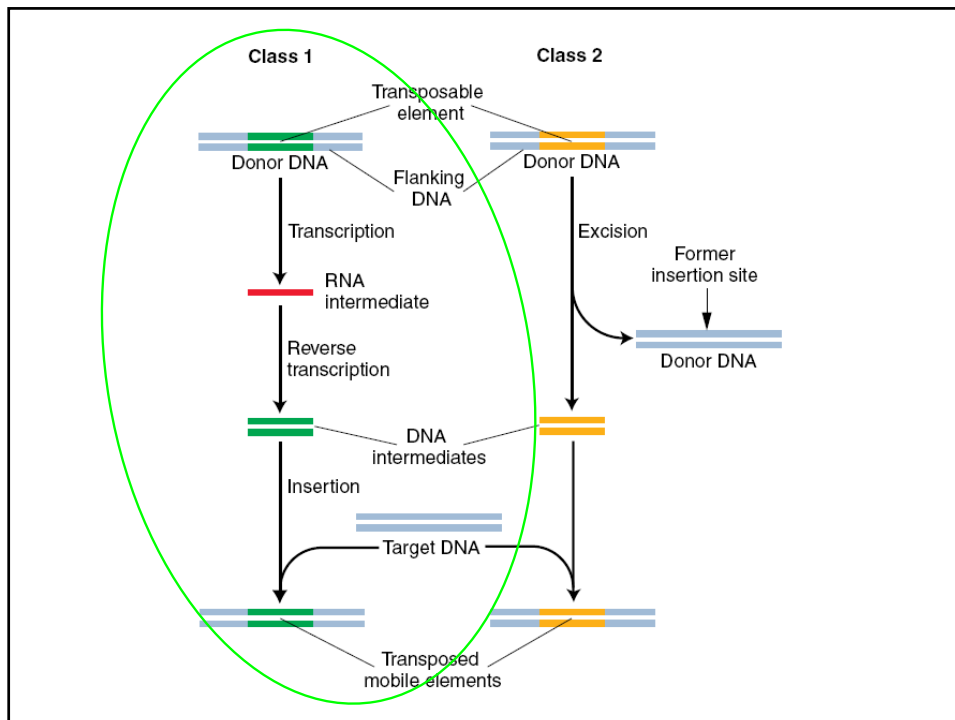 Class 1
Class 2
Transposable
element
Donor DNA
Donor DNA
Flanking
DNA
Transcription
Excision
Former
insertion site
RNA
intermediate
Reverse
transcription
Donor DNA
DNA
intermediates
Insertion
Target DNA
Transposed
mobile elements